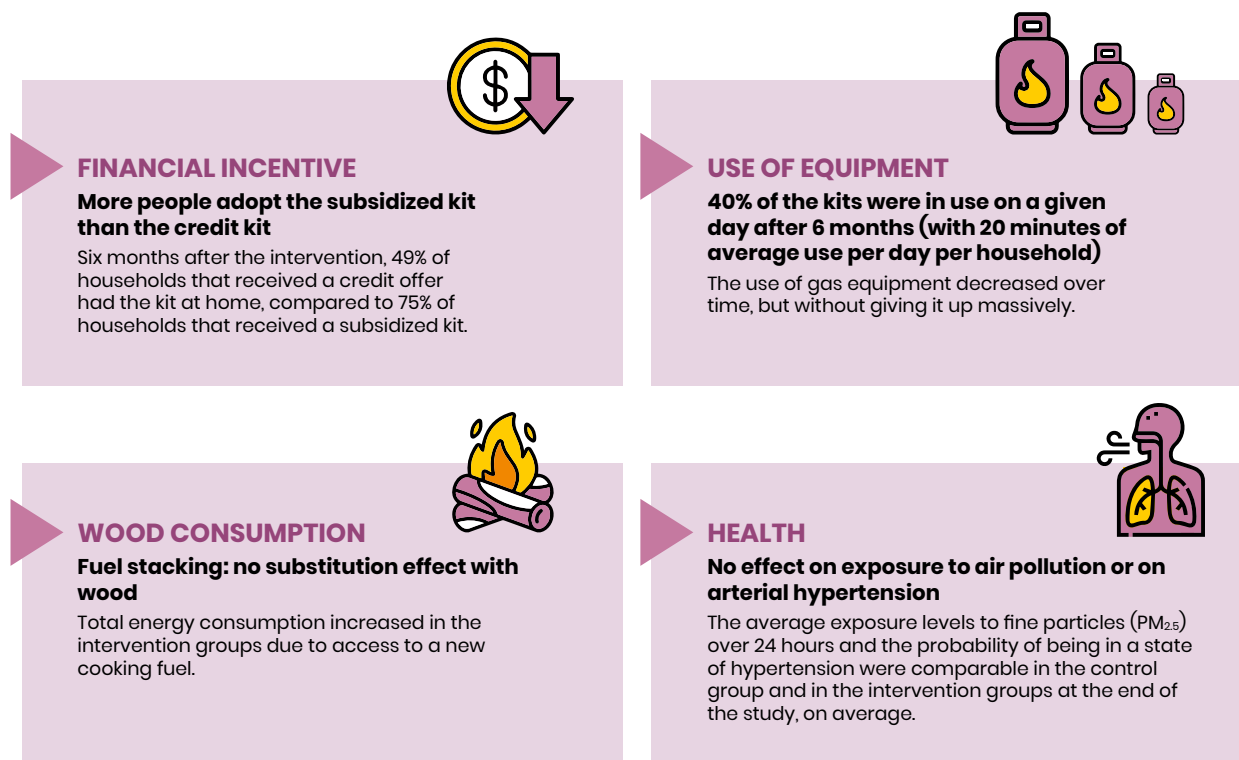 $
FINANCIAL INCENTIVE
More people adopt the subsidized kit
than the credit kit
Six months after the intervention, 49% of
households that received a credit offer
had the kit at home, compared to 75% of
households that received a subsidized kit.
USE OF EQUIPMENT
40% of the kits were in use on a given
day after 6 months (with 20 minutes of
average use per day per household)
The use of gas equipment decreased over
time, but without giving it up massively.
WOOD CONSUMPTION
Fuel stacking: no substitution effect with
wood
Total energy consumption increased in the
intervention groups due to access to a new
cooking fuel.
HEALTH
No effect on exposure to air pollution or on
arterial hypertension
The average exposure levels to fine particles (PM2.5)
over 24 hours and the probability of being in a state
of hypertension were comparable in the control
group and in the intervention groups at the end of
the study, on average.